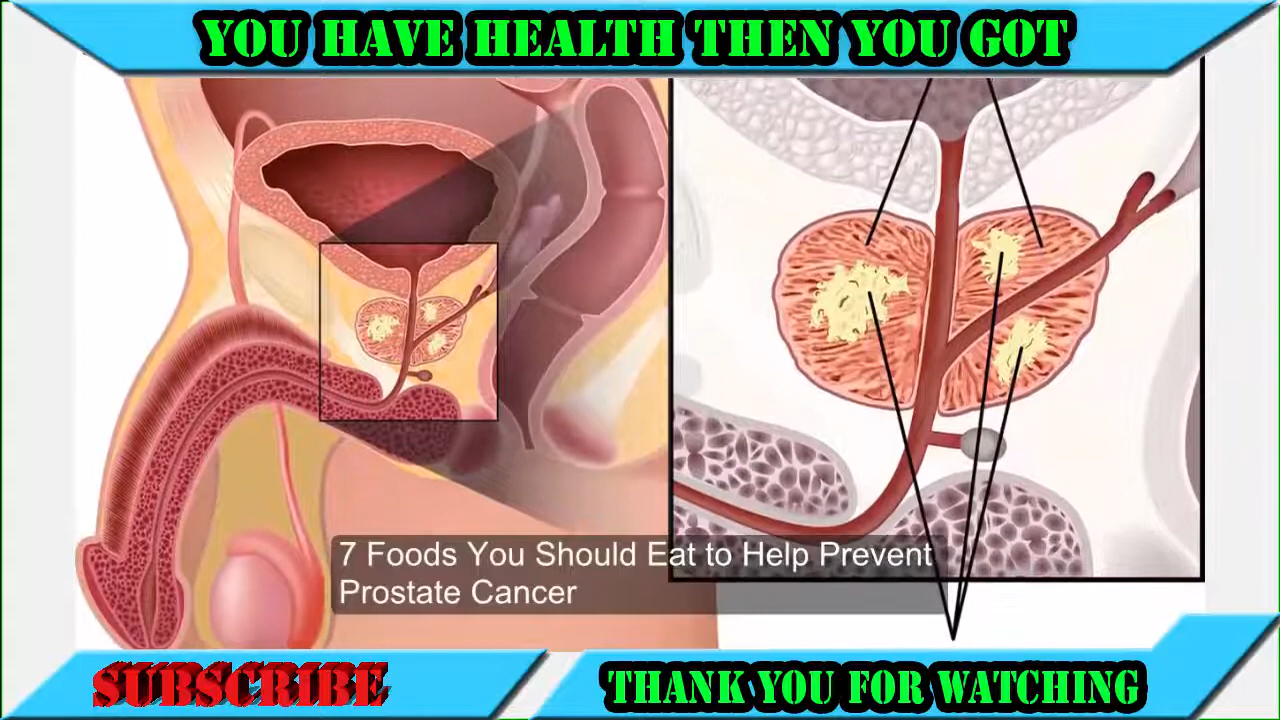 YOU HAVE HEALTH THEN YOU GOT
7 Foods You Should Eat to Help Prevent
Prostate Cancer
SUBSCRIBE
THANK YOU FOR WATCHING